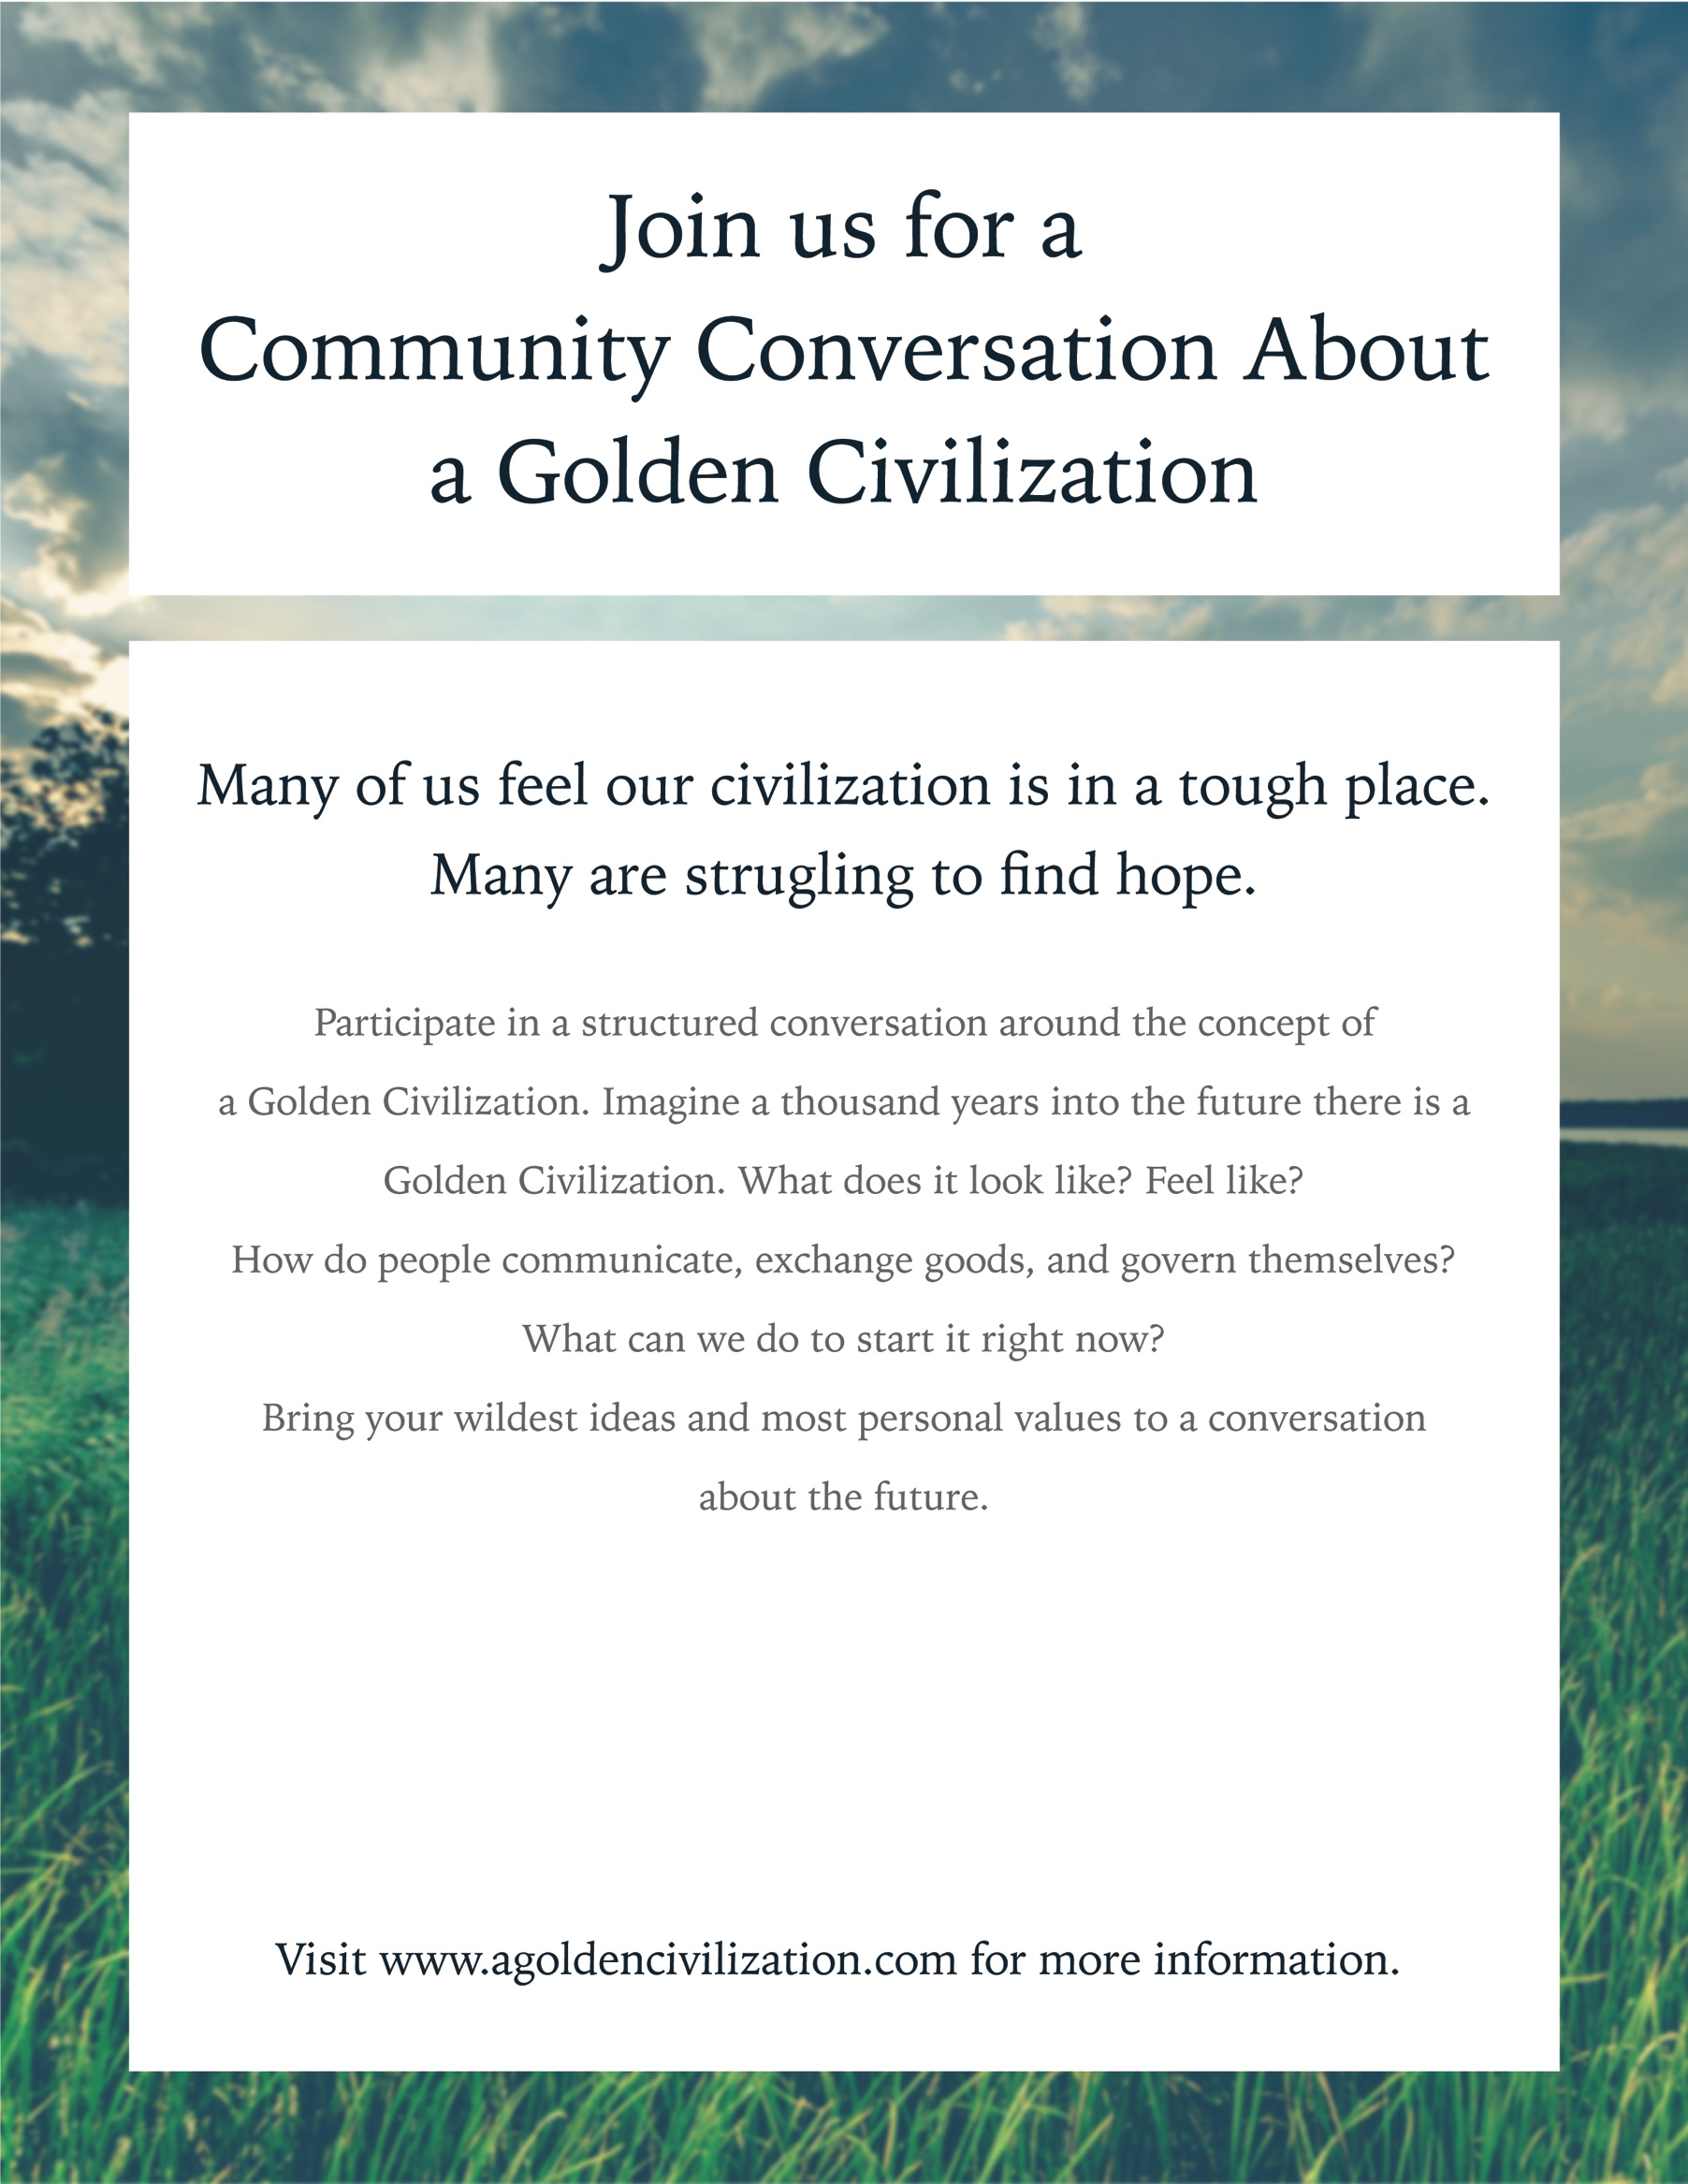 Join us for a
Community Conversation About
a Golden Civilization
Many of us feel our civilization is in a tough place.
Many are strugling to find hope.
Participate in a structured conversation around the concept of
a Golden Civilization. Imagine a thousand years into the future there is a
Golden Civilization. What does it look like? Feel like?
How do people communicate, exchange goods, and govern themselves?
What can we do to start it right now?
Bring your wildest ideas and most personal values to a conversation
about the future.
Visit www.agoldencivilization.com for more information.